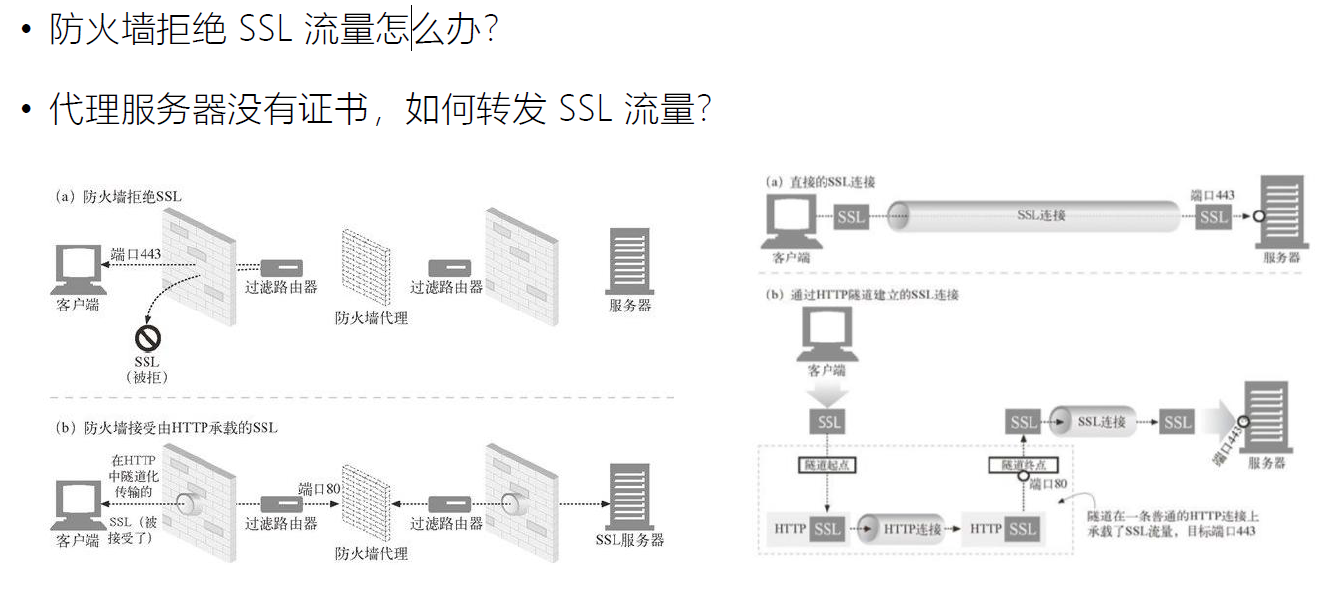 • 防火墙拒绝 SSL 流量怎么办?
• 代理服务器没有证书，如何转发 SSL 流量?
(a) 防火墙拒绝SSL
端口443
客户端
过滤路由器
防火墙代理
过滤路由器
服务器
SSL
(被拒)
(b) 防火墙接受由HTTP承载的SSL
在HTTP
中隧道化
传输的
SSL（被
接受了）
客户端
过滤路由器
端口80
防火墙代理
过滤路由器
SSL服务器
(a) 直接的SSL连接
客户端
SSL
SSL连接
端口443
SSL
服务器
(b) 通过HTTP隧道建立的SSL连接
客户端
SSL
隧道起点
HTTP SSL
HTTP连接
HTTP SSL
端口80
隧道终点
SSL
SSL连接
SSL
端口443
服务器
隧道在一条普通的HTTP连接上
承载了SSL流量，目标端口443